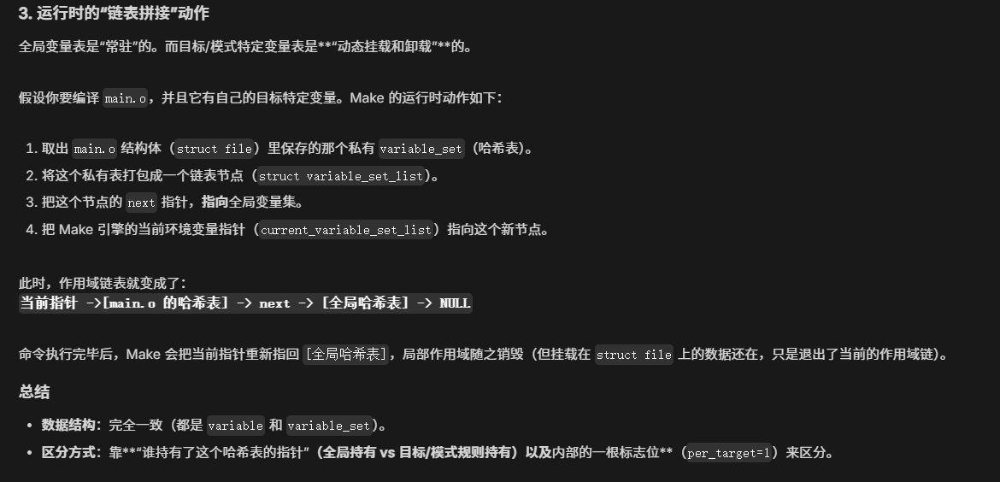 3. 运行时的“链表拼接”动作
全局变量表是“常驻”的。而目标/模式特定变量表是**“动态挂载和卸载”**的。
假设你要编译 main.o，并且它有自己的目标特定变量。Make 的运行时动作如下：
1. 取出 main.o 结构体（struct file）里保存的那个私有 variable_set（哈希表）。
2. 将这个私有表打包成一个链表节点（struct variable_set_list）。
3. 把这个节点的 next 指针，指向全局变量集。
4. 把 Make 引擎的当前环境变量指针（current_variable_set_list）指向这个新节点。
此时，作用域链表就变成了：
当前指针 ->[main.o 的哈希表] -> next -> [全局哈希表] -> NULL
命令执行完毕后，Make 会把当前指针重新指回 [全局哈希表]，局部作用域随之销毁（但挂载在 struct file 上的数据还在，只是退出了当前的作用域链）。
总结
• 数据结构：完全一致（都是 variable 和 variable_set）。
• 区分方式：靠**“谁持有了这个哈希表的指针”（全局持有 vs 目标/模式规则持有）以及内部的一根标志位**（per_target=1）来区分。